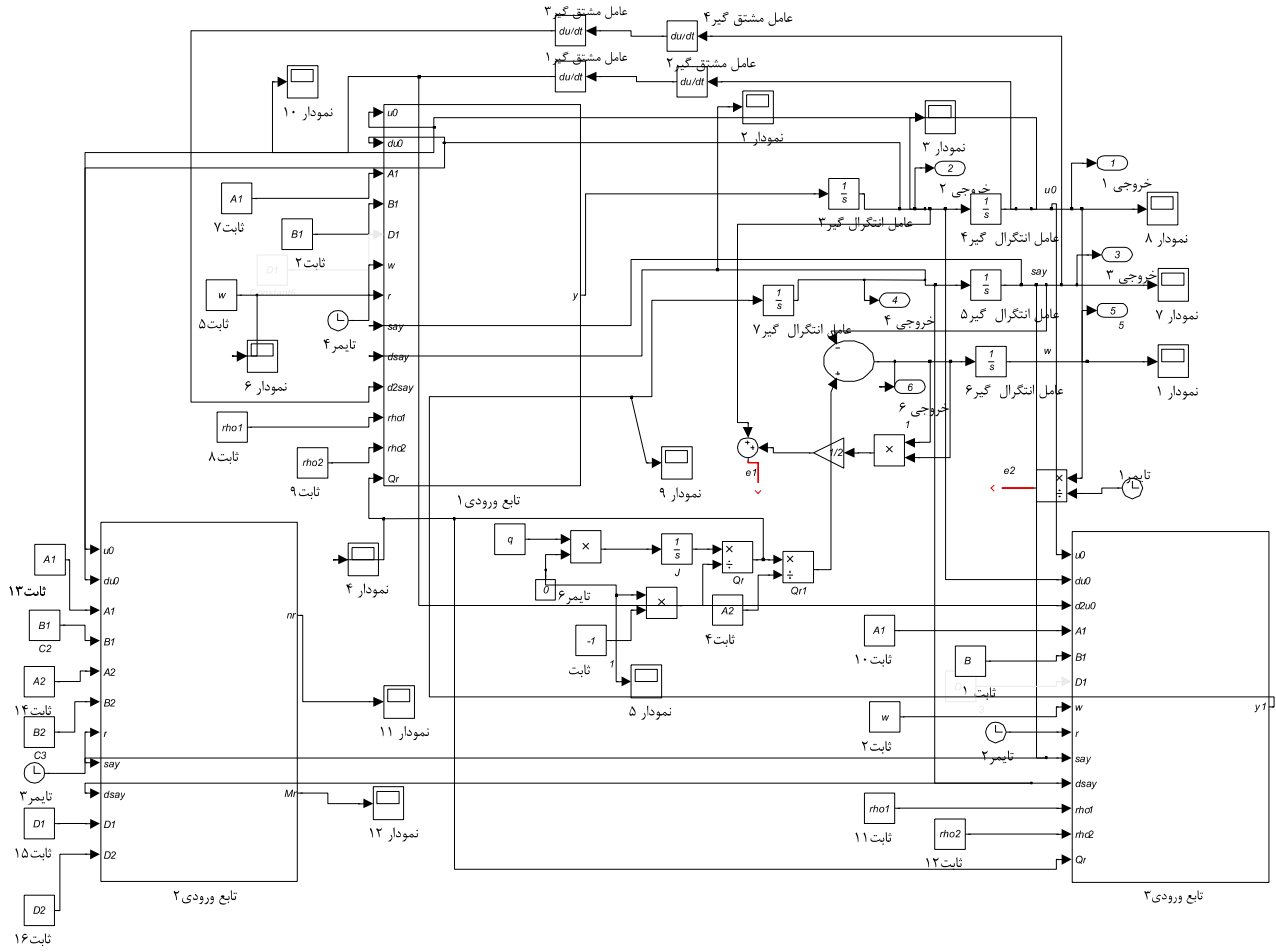 عامل مشتق گیر۳
عامل مشتق گیر۴
du/dt
du/dt
عامل مشتق گیر۱
عامل مشتق گیر۲
du/dt
du/dt
نمودار ۱۰
نمودار ۲
نمودار ۳
u0
du0
A1
B1
D1
w
r
say
dsay
d2say
rho1
rho2
Qr
y
تابع ورودی۱
A1
ثابت۷
B1
ثابت۲
D1
w
ثابت۵
تایمر۴
نمودار ۶
rho1
ثابت۸
rho2
ثابت۹
1
s
عامل انتگرال گیر۳
2
خروجی ۲
1
خروجی ۱
u0
1
s
عامل انتگرال گیر۴
نمودار ۸
3
خروجی ۳
say
1
s
عامل انتگرال گیر۵
نمودار ۷
1
s
عامل انتگرال گیر۷
4
خروجی ۴
5
5
w
1
s
عامل انتگرال گیر۶
نمودار ۱
6
خروجی ۶
1
1/2
×
e1
نمودار ۹
e2
×
÷
تایمر۱
نمودار ۴
q
×
1
s
J
×
÷
Qr
×
÷
Qr1
0
تایمر۶
×
-1
ثابت
1
A2
ثابت۴
نمودار ۵
A1
ثابت۱۳
B1
C2
A2
ثابت۱۴
B2
C3
تایمر۳
D1
ثابت۱۵
D2
ثابت۱۶
u0
du0
A1
B1
A2
B2
r
say
dsay
D1
D2
nr
Mr
تابع ورودی۲
نمودار ۱۱
نمودار ۱۲
A1
ثابت۱۰
B
ثابت ۱
w
ثابت۲
تایمر۲
rho1
ثابت۱۱
rho2
ثابت۱۲
u0
du0
d2u0
A1
B1
D1
w
r
say
dsay
rho1
rho2
Qr
y1
تابع ورودی۳